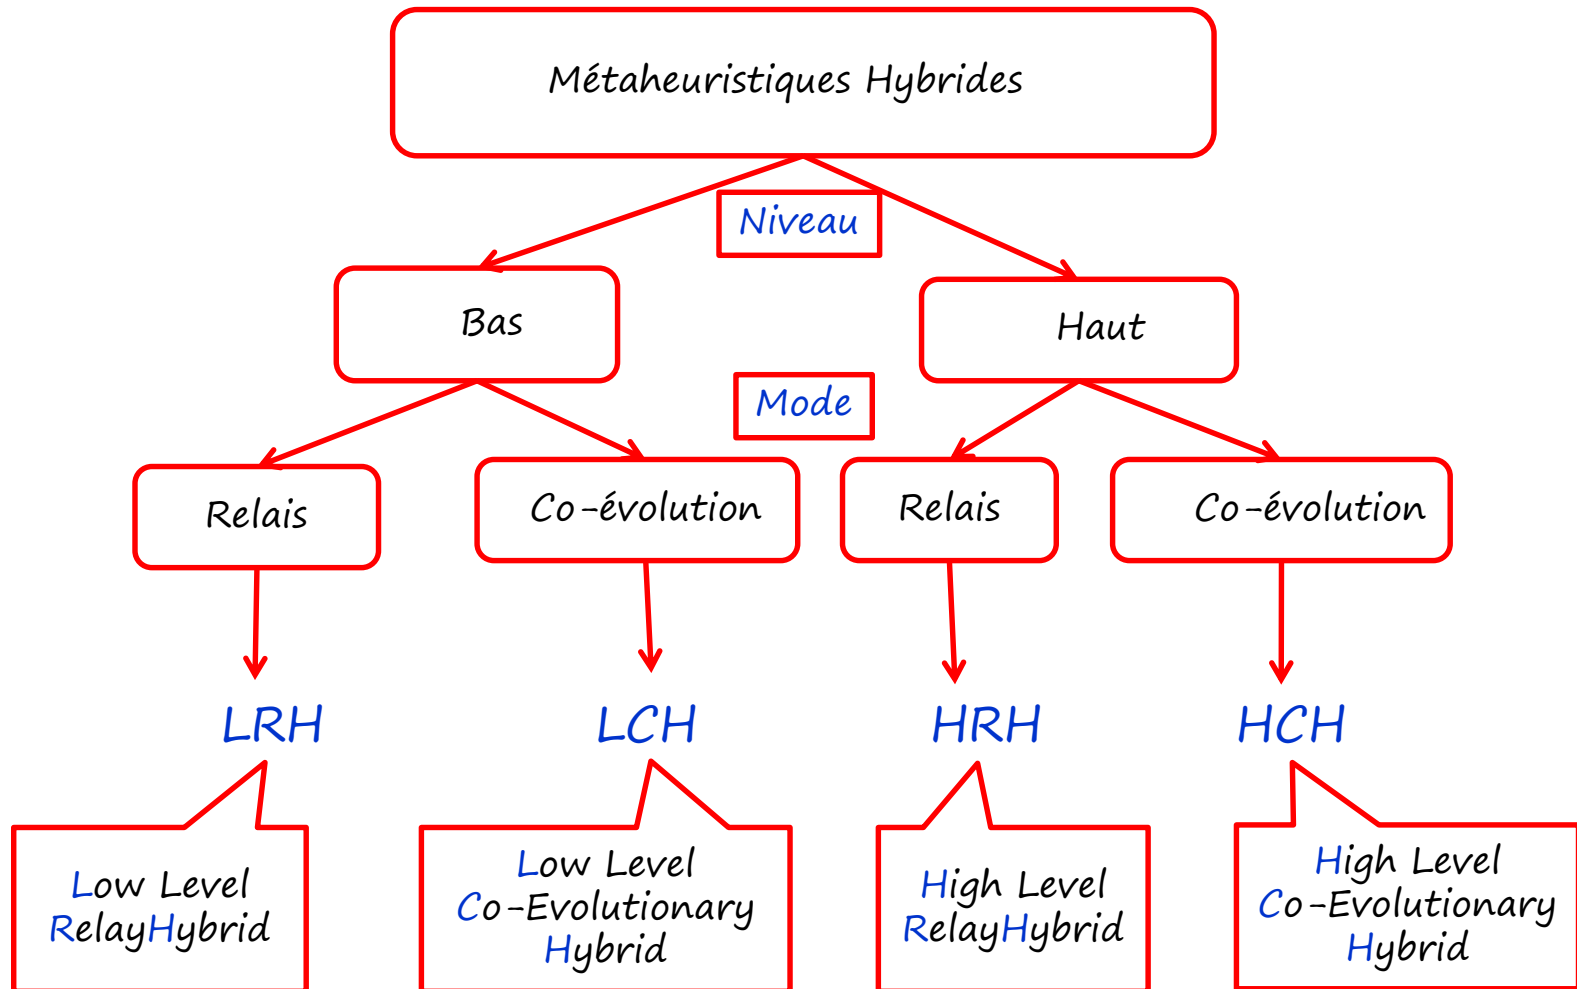 Métaheuristiques Hybrides
Niveau
Bas
Haut
Mode
Relais
Co-évolution
Relais
Co-évolution
LRH
LCH
HRH
HCH
Low Level
RelayHybrid
Low Level
Co-Evolutionary
Hybrid
High Level
RelayHybrid
High Level
Co-Evolutionary
Hybrid